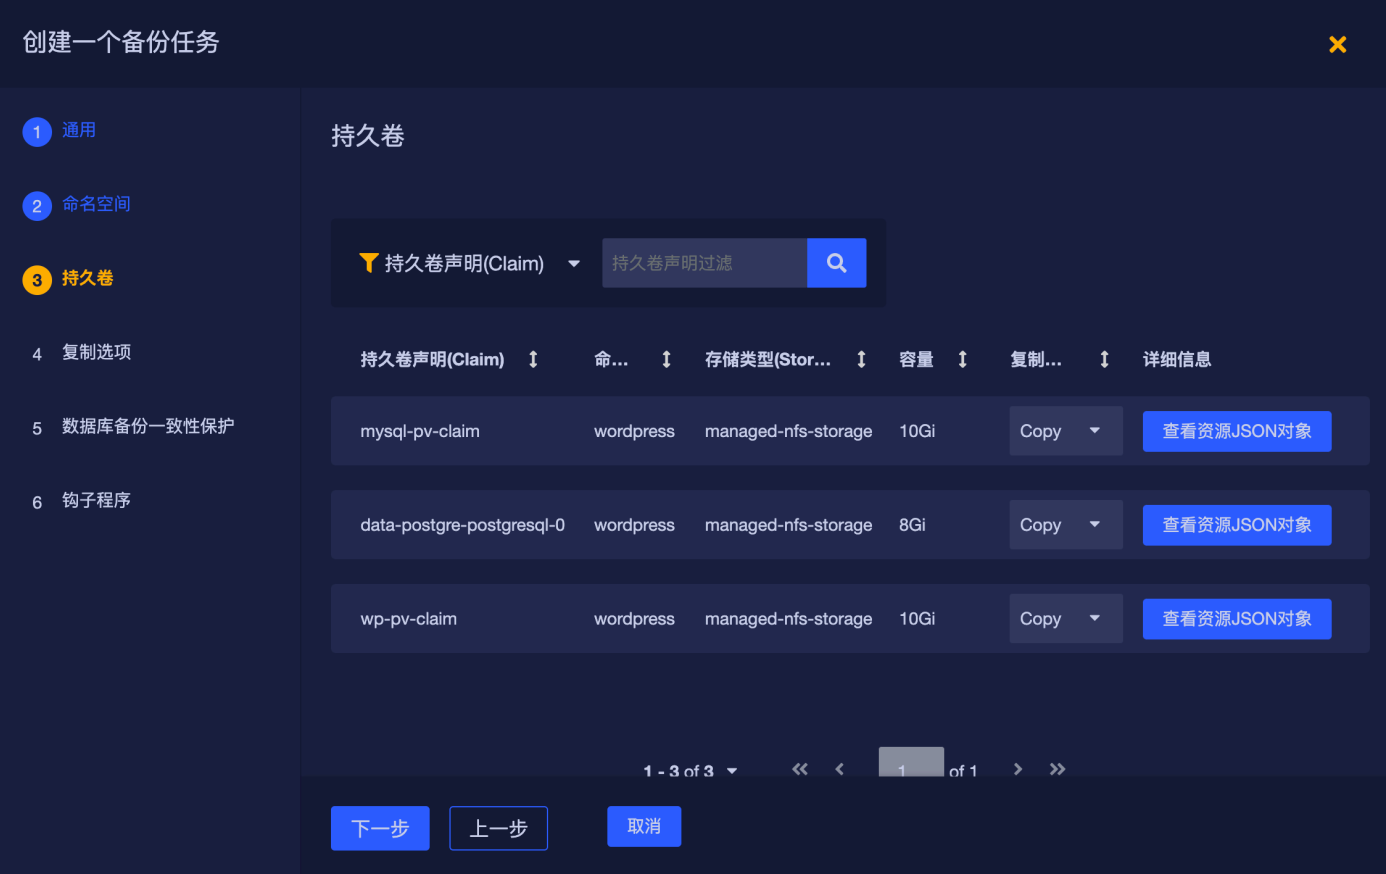 创建一个备份任务
1 通用
2 命名空间
3 持久卷
4 复制选项
5 数据库备份一致性保护
6 钩子程序
持久卷
持久卷声明(Claim) 持久卷声明过滤
持久卷声明(Claim) 命... 存储类型(Stor... 容量 复制... 详细信息
mysql-pv-claim wordpress managed-nfs-storage 10Gi Copy 查看资源JSON对象
data-postgre-postgresql-0 wordpress managed-nfs-storage 8Gi Copy 查看资源JSON对象
wp-pv-claim wordpress managed-nfs-storage 10Gi Copy 查看资源JSON对象
1 - 3 of 3 1 of 1
下一步 上一步 取消